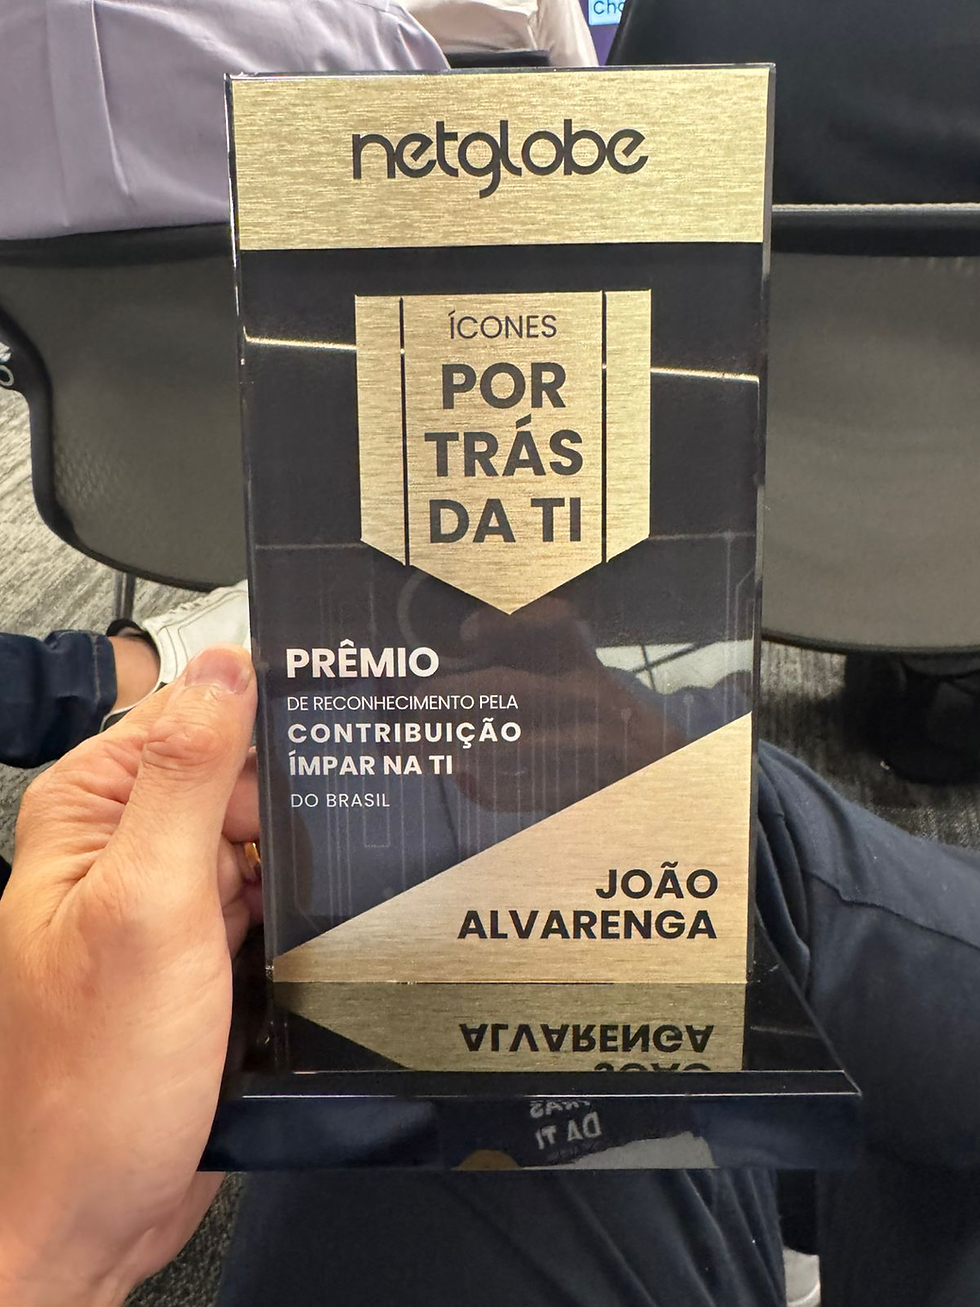 netglobe
ÍCONES
POR
TRÁS
DA TI
PRÊMIO
DE RECONHECIMENTO PELA
CONTRIBUIÇÃO
ÍMPAR NA TI
DO BRASIL
JOÃO
ALVARENGA